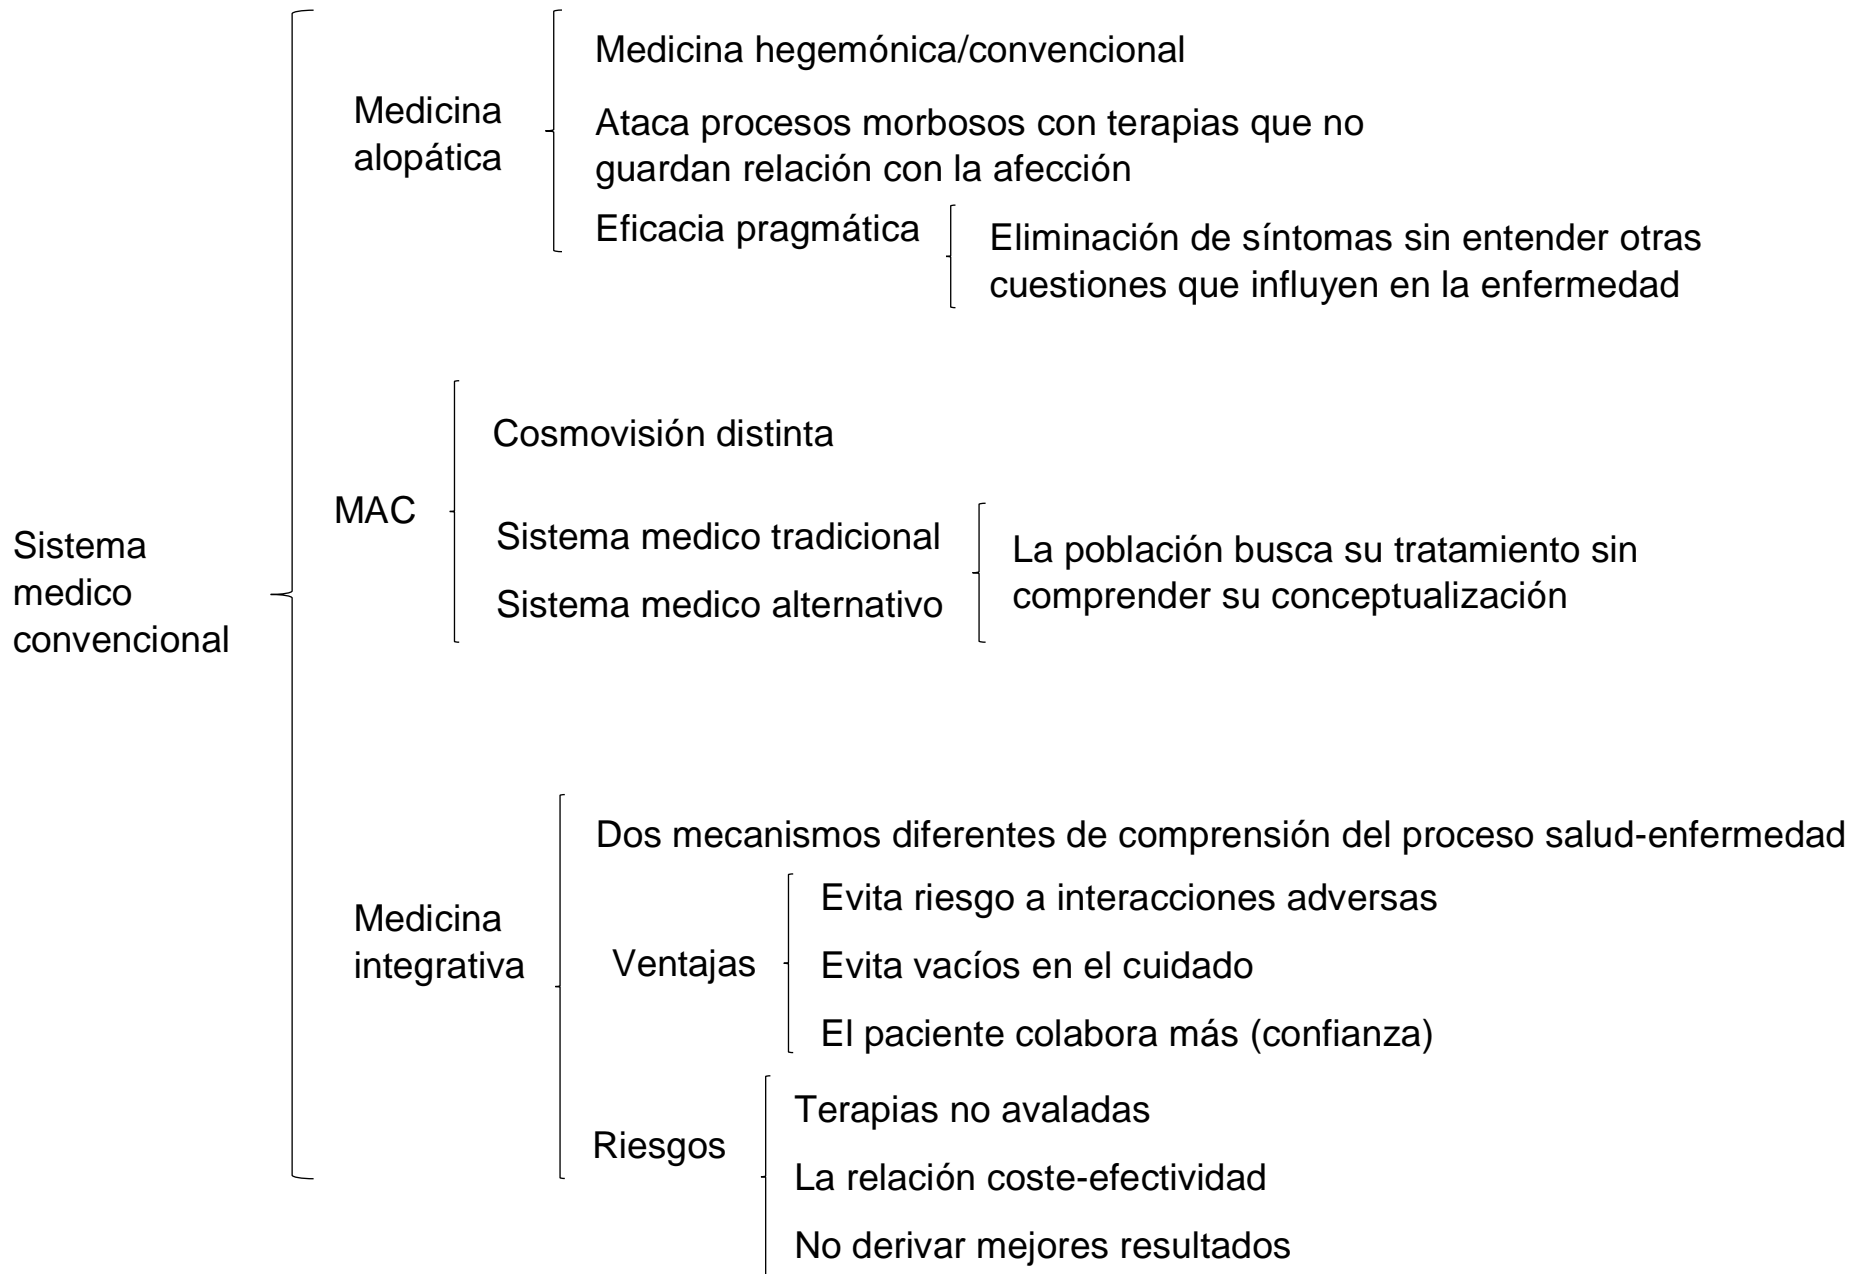 Sistema
medico
convencional
Medicina
alopática
Medicina hegemónica/convencional
Ataca procesos morbosos con terapias que no
guardan relación con la afección
Eficacia pragmática
Eliminación de síntomas sin entender otras
cuestiones que influyen en la enfermedad
MAC
Cosmovisión distinta
Sistema medico tradicional
Sistema medico alternativo
La población busca su tratamiento sin
comprender su conceptualización
Medicina
integrativa
Dos mecanismos diferentes de comprensión del proceso salud-enfermedad
Ventajas
Evita riesgo a interacciones adversas
Evita vacíos en el cuidado
El paciente colabora más (confianza)
Riesgos
Terapias no avaladas
La relación coste-efectividad
No derivar mejores resultados